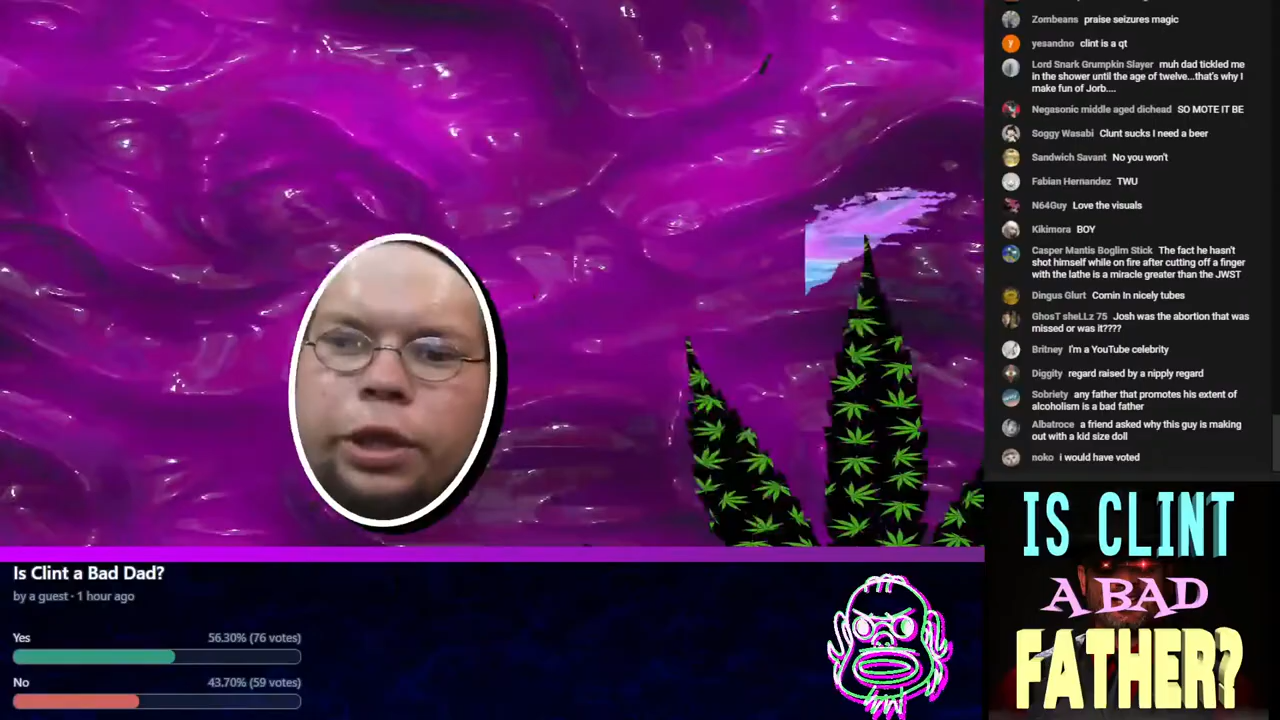 Zombeans praise seizures magic
yesandno clint is a qt
Lord Snark Grumpkin Slayer muh dad tickled me
in the shower until the age of twelve...that's why I
make fun of Jorb....
Negasonic middle aged dichead SO MOTE IT BE
Soggy Wasabi Clunt sucks I need a beer
Sandwich Savant No you won't
Fabian Hernandez TWU
N64Guy Love the visuals
Kikimora BOY
Casper Mantis Boglim Stick The fact he hasn't
shot himself while on fire after cutting off a finger
with the lathe is a miracle greater than the JWST
Dingus Glurt Comin In nicely tubes
GhosT sheLLz 75 Josh was the abortion that was
missed or was it????
Britney I'm a YouTube celebrity
Diggity regard raised by a nipply regard
Sobriety any father that promotes his extent of
alcoholism is a bad father
Albatroce a friend asked why this guy is making
out with a kid size doll
noko i would have voted
Is Clint a Bad Dad?
by a guest · 1 hour ago
Yes 56.30% (76 votes)
No 43.70% (59 votes)
IS CLINT
A BAD
FATHER?